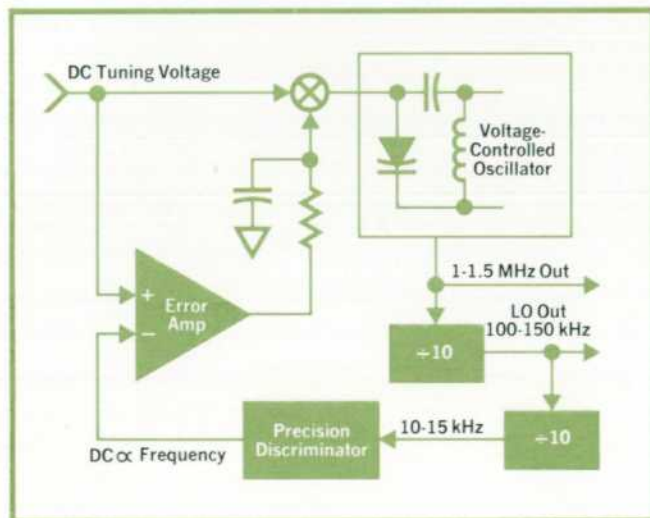 DC Tuning Voltage
Voltage-
Controlled
Oscillator
+
Error
Amp
−
1-1.5 MHz Out
LO Out
100-150 kHz
÷10
10-15 kHz
÷10
Precision
Discriminator
DC ∝ Frequency